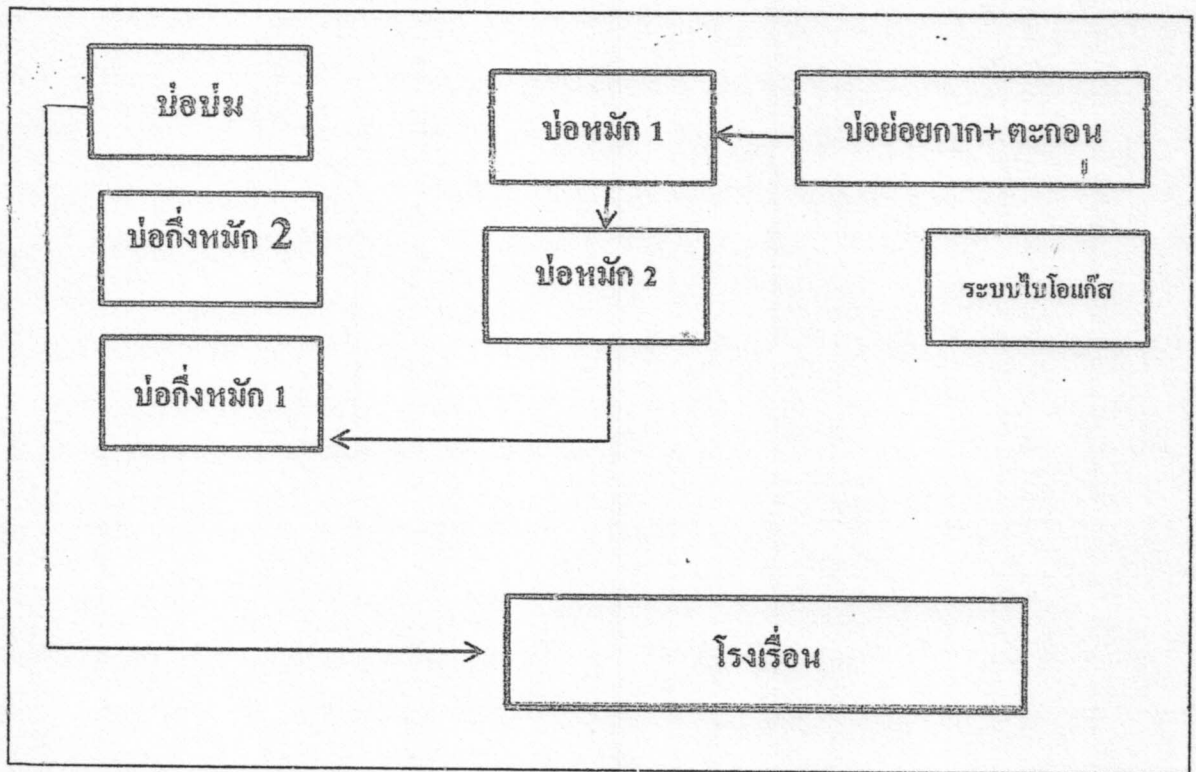 บ่อบ่ม
บ่อหมัก 1
บ่อย่อยกาก+ ตะกอน
บ่อกึ่งหมัก 2
บ่อหมัก 2
ระบบไบโอแก๊ส
บ่อกึ่งหมัก 1
โรงเรื่อน